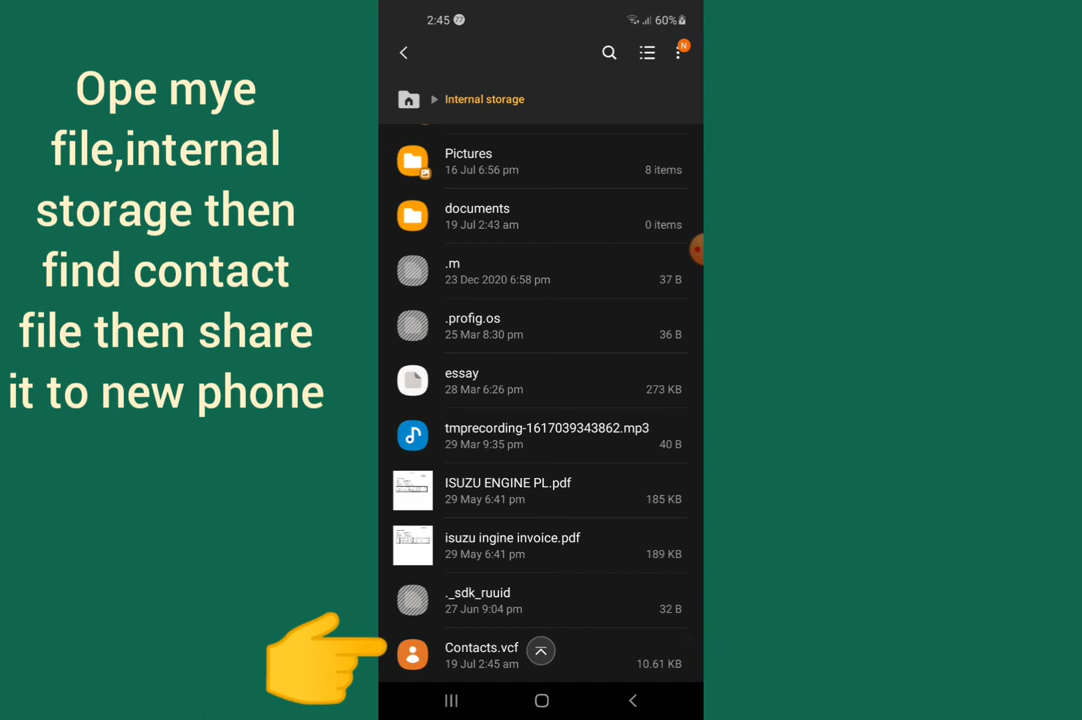 Ope mye
file,internal
storage then
find contact
file then share
it to new phone
2:45 77
60%
N
Internal storage
Pictures
16 Jul 6:56 pm 8 items
documents
19 Jul 2:43 am 0 items
.m
23 Dec 2020 6:58 pm 37 B
.profig.os
25 Mar 8:30 pm 36 B
essay
28 Mar 6:26 pm 273 KB
tmprecording-1617039343862.mp3
29 Mar 9:35 pm 40 B
ISUZU ENGINE PL.pdf
29 May 6:41 pm 185 KB
isuzu ingine invoice.pdf
29 May 6:41 pm 189 KB
._sdk_ruuid
27 Jun 9:04 pm 32 B
Contacts.vcf
19 Jul 2:45 am 10.61 KB